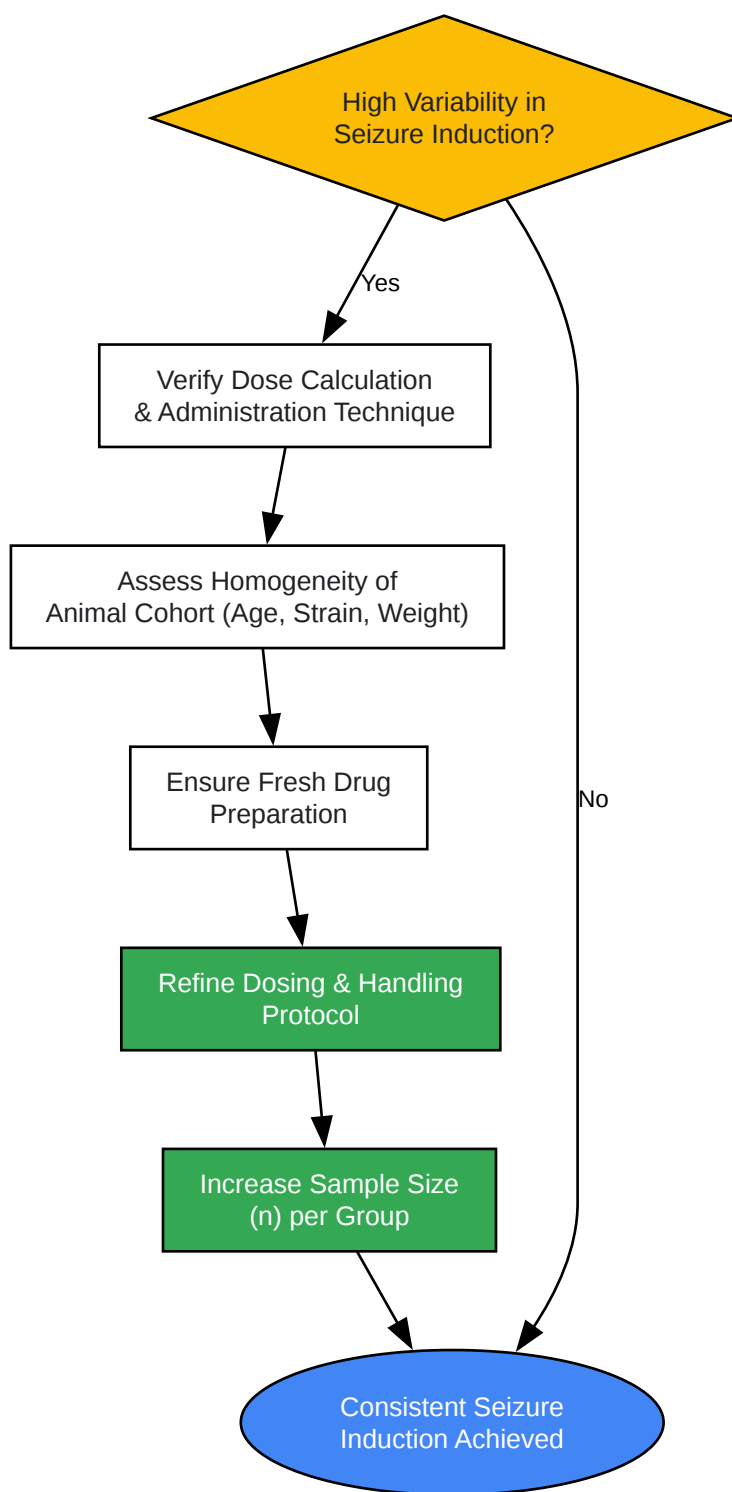 High Variability in
Seizure Induction?
Yes
Verify Dose Calculation
& Administration Technique
Assess Homogeneity of
Animal Cohort (Age, Strain, Weight)
Ensure Fresh Drug
Preparation
No
Refine Dosing & Handling
Protocol
Increase Sample Size
(n) per Group
Consistent Seizure
Induction Achieved